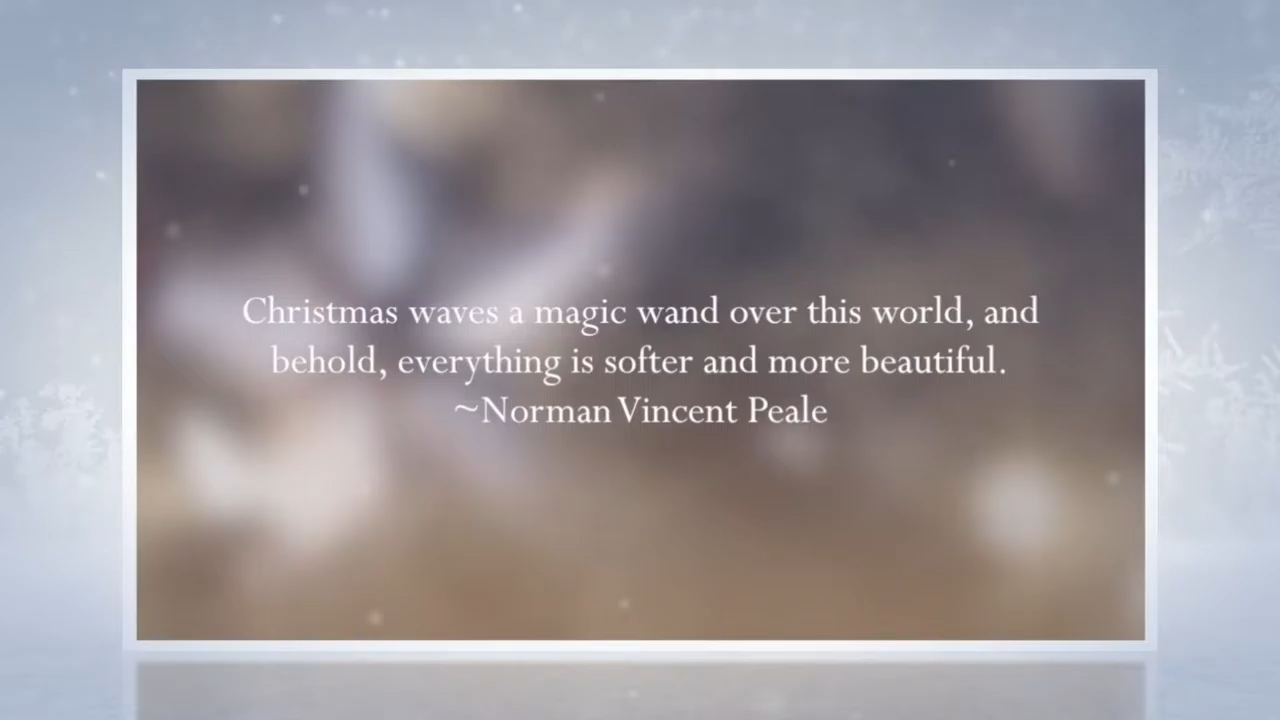 Christmas waves a magic wand over this world, and
behold, everything is softer and more beautiful.
~Norman Vincent Peale